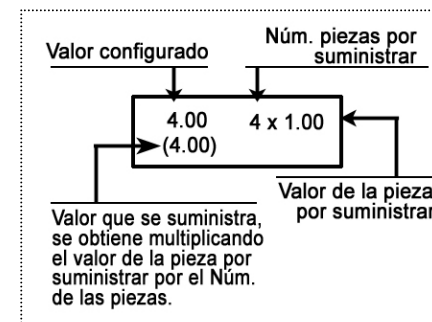 Valor configurado
Núm. piezas por
suministrar
4.00
4 x 1.00
(4.00)
Valor de la pieza
por suministrar
Valor que se suministra,
se obtiene multiplicando
el valor de la pieza por
suministrar por el Núm.
de las piezas.